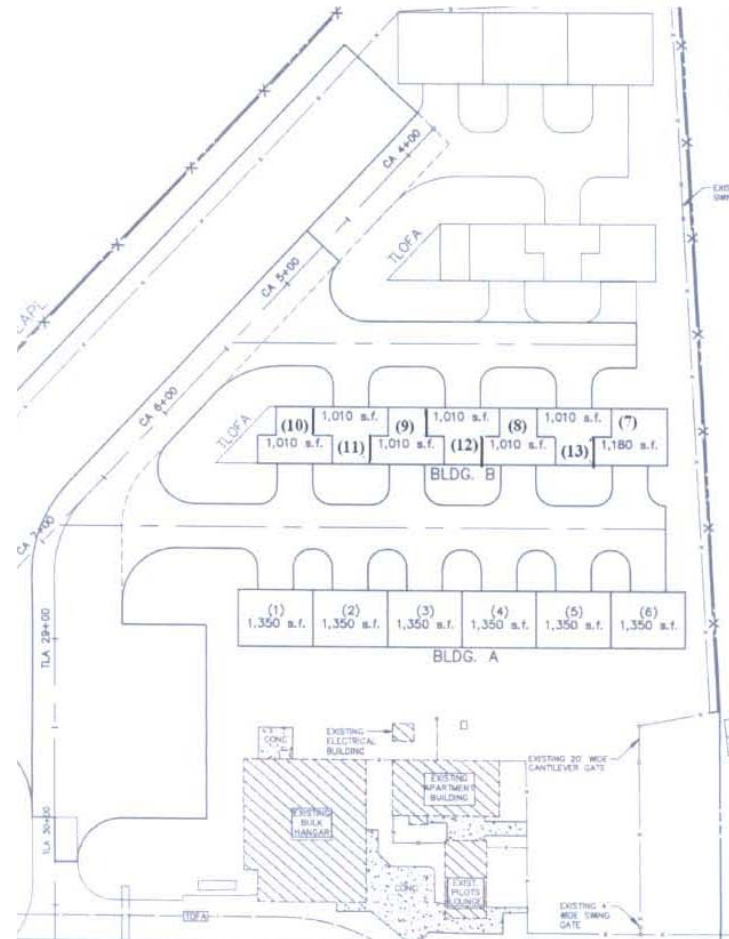 CA 4+00
EXIS
SWIN
TLOFA
CA 5+00
CA 6+00
TLOFA
(10) 1,010 s.f. (9) 1,010 s.f. (8) 1,010 s.f. (7)
1,010 s.f. (11) 1,010 s.f. (12) 1,010 s.f. (13) 1,180 s.f.
BLDG. B
CA 7+00
(1) (2) (3) (4) (5) (6)
1,350 s.f. 1,350 s.f. 1,350 s.f. 1,350 s.f. 1,350 s.f. 1,350 s.f.
BLDG. A
TLA 29+00
CONC
EXISTING
ELECTRICAL
BUILDING
EXISTING 20' WIDE
CANTILEVER GATE
EXISTING
APARTMENT
BUILDING
EXISTING
BULK
HANGAR
TLA 30+00
CONC
EXIST.
PILOTS
LOUNGE
EXISTING 4'
WIDE SWING
GATE
TOFA